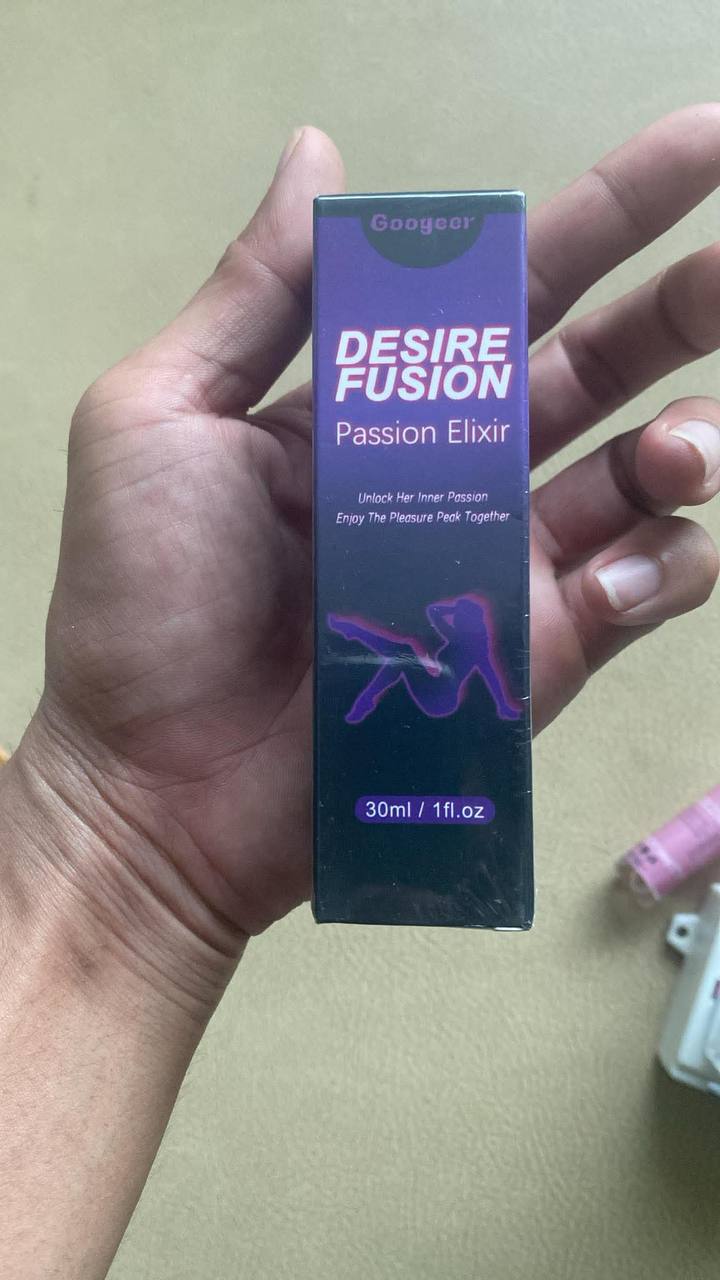 Googeer
DESIRE
FUSION
Passion Elixir
Unlock Her Inner Passion
Enjoy The Pleasure Peak Together
30ml / 1fl.oz